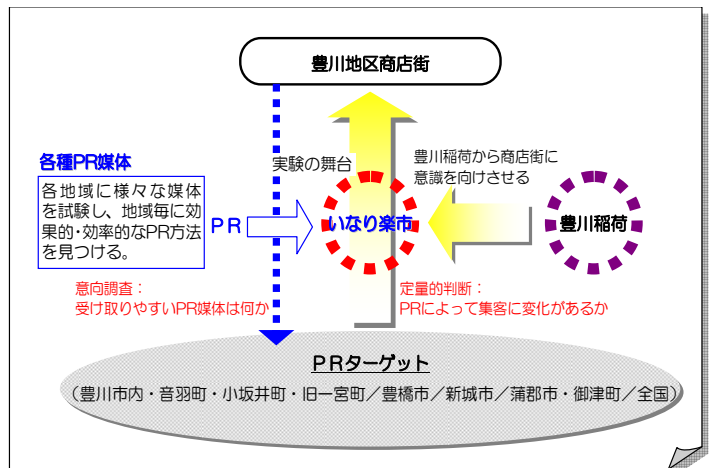 豊川地区商店街
各種PR媒体
各地域に様々な媒体
を試験し、地域毎に効
果的・効率的なPR方法
を見つける。
PR
実験の舞台
豊川稲荷から商店街に
意識を向けさせる
いなり楽市
豊川稲荷
意向調査：
受け取りやすいPR媒体は何か
定量的判断：
PRによって集客に変化があるか
PRターゲット
（豊川市内・音羽町・小坂井町・旧一宮町／豊橋市／新城市／蒲郡市・御津町／全国）